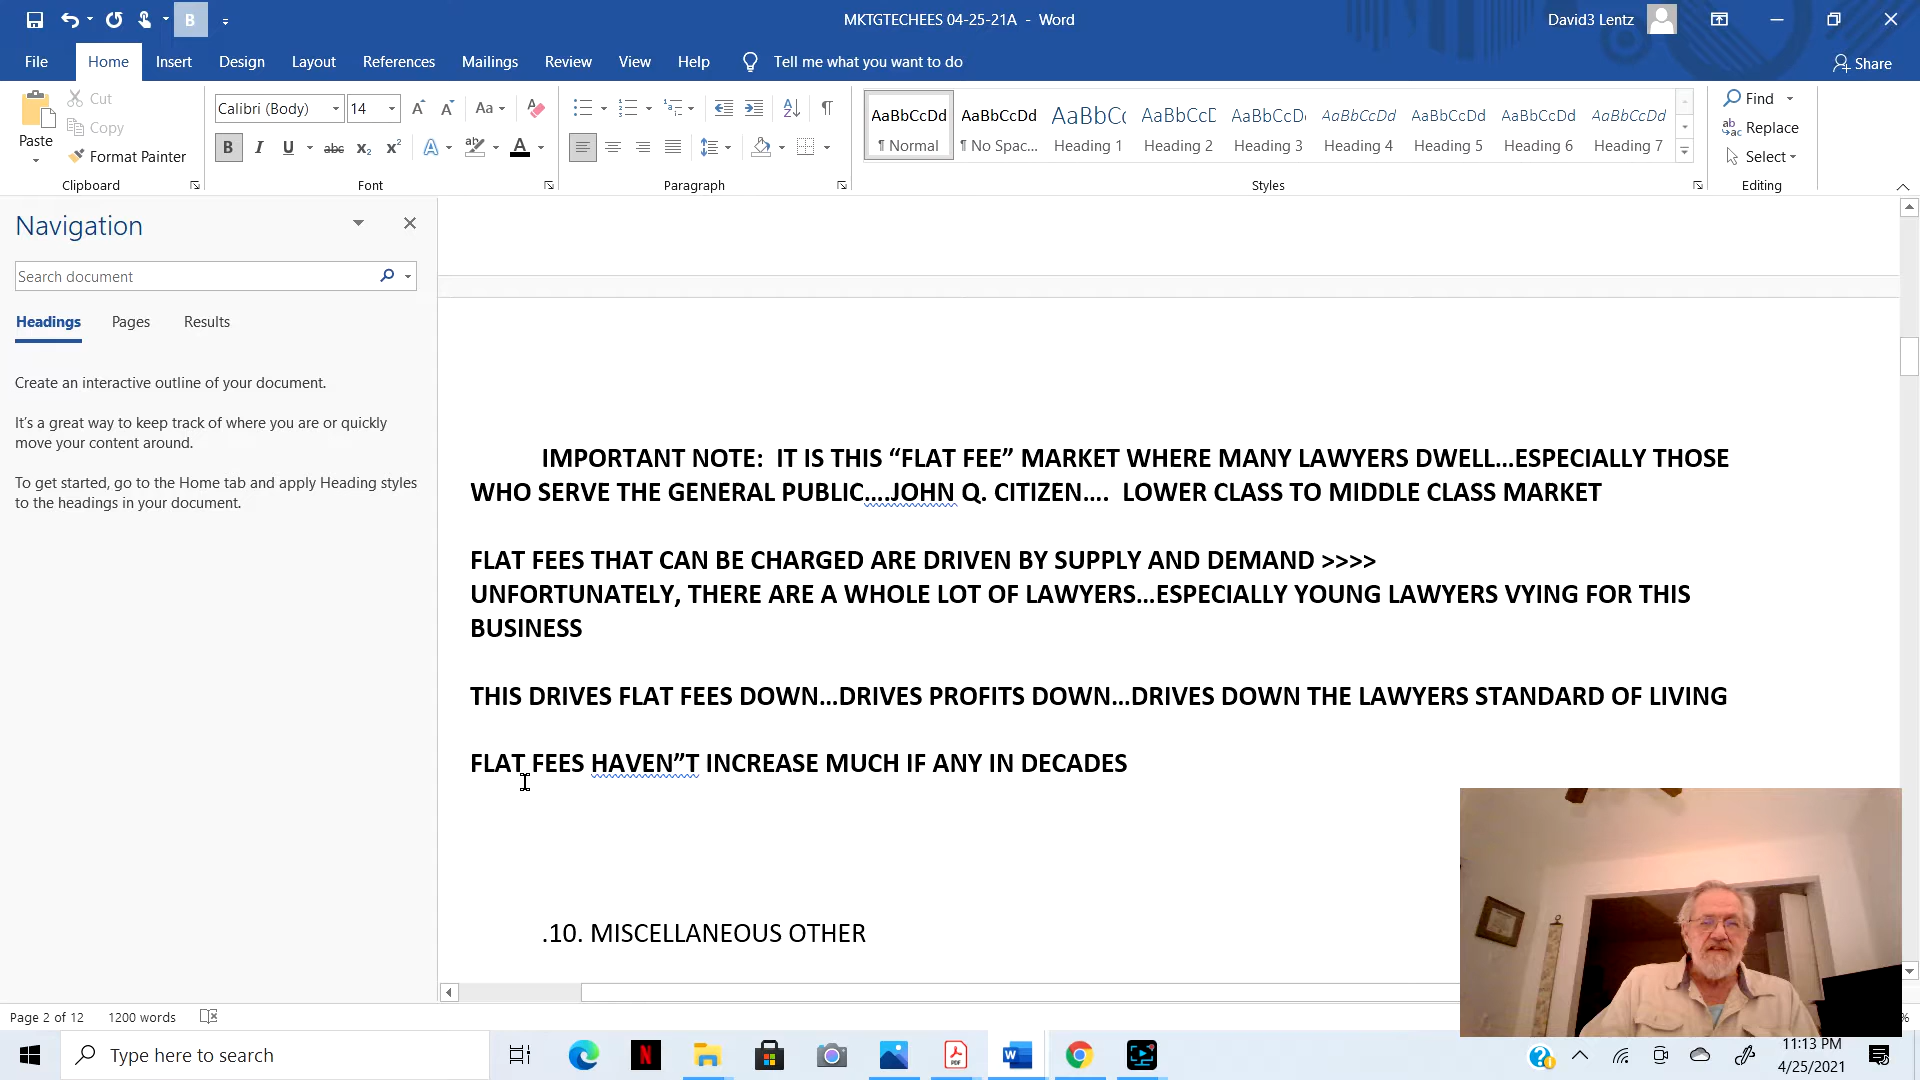 MKTGTECHEES 04-25-21A - Word
David3 Lentz
B
File
Home
Insert
Design
Layout
References
Mailings
Review
View
Help
Tell me what you want to do
Share
Paste
Cut
Copy
Format Painter
Clipboard
Calibri (Body)
14
Aa
B I U abc x₂ x² A A
Font
Paragraph
AaBbCcDd
¶ Normal
AaBbCcDd
¶ No Spac...
AaBbCc
Heading 1
AaBbCcD
Heading 2
AaBbCcDd
Heading 3
AaBbCcDd
Heading 4
AaBbCcDd
Heading 5
AaBbCcDd
Heading 6
AaBbCcDd
Heading 7
Styles
Find
Replace
Select
Editing
Navigation
Search document
Headings
Pages
Results
Create an interactive outline of your document.
It's a great way to keep track of where you are or quickly
move your content around.
To get started, go to the Home tab and apply Heading styles
to the headings in your document.
IMPORTANT NOTE:  IT IS THIS “FLAT FEE” MARKET WHERE MANY LAWYERS DWELL…ESPECIALLY THOSE
WHO SERVE THE GENERAL PUBLIC….JOHN Q. CITIZEN….  LOWER CLASS TO MIDDLE CLASS MARKET
FLAT FEES THAT CAN BE CHARGED ARE DRIVEN BY SUPPLY AND DEMAND >>>>
UNFORTUNATELY, THERE ARE A WHOLE LOT OF LAWYERS…ESPECIALLY YOUNG LAWYERS VYING FOR THIS
BUSINESS
THIS DRIVES FLAT FEES DOWN…DRIVES PROFITS DOWN…DRIVES DOWN THE LAWYERS STANDARD OF LIVING
FLAT FEES HAVEN”T INCREASE MUCH IF ANY IN DECADES
.10. MISCELLANEOUS OTHER
Page 2 of 12
1200 words
%
Type here to search
11:13 PM
4/25/2021